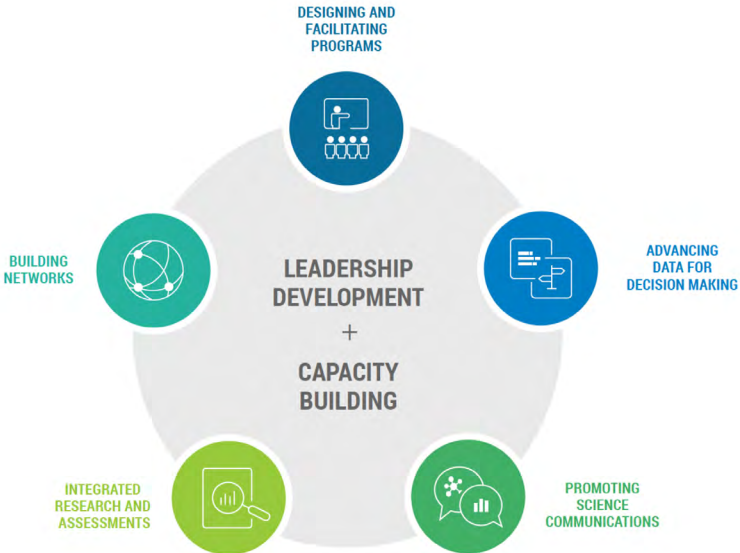 DESIGNING AND
FACILITATING
PROGRAMS
ADVANCING
DATA FOR
DECISION MAKING
BUILDING
NETWORKS
LEADERSHIP
DEVELOPMENT
+
CAPACITY
BUILDING
INTEGRATED
RESEARCH AND
ASSESSMENTS
PROMOTING
SCIENCE
COMMUNICATIONS